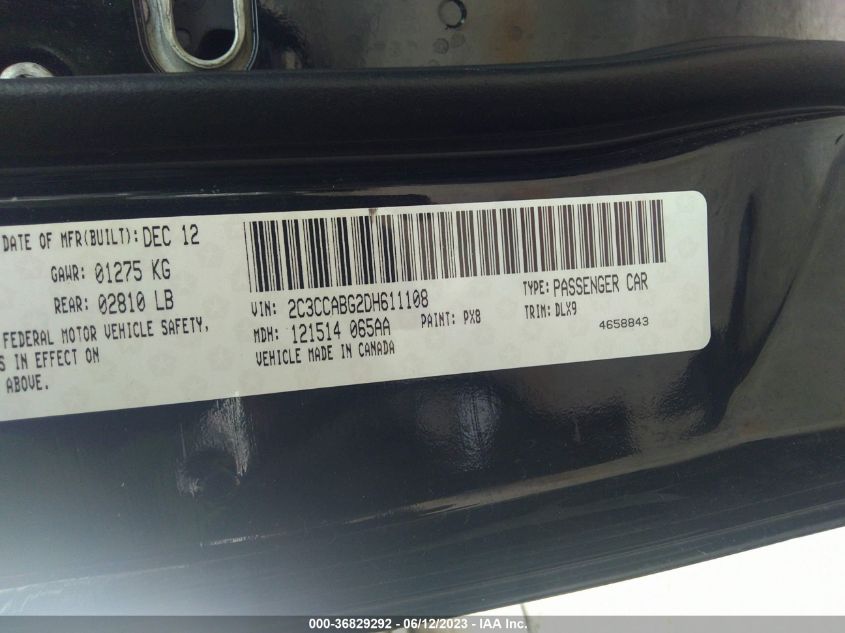 DATE OF MFR(BUILT): DEC 12
GAWR: 01275 KG
REAR: 02810 LB
FEDERAL MOTOR VEHICLE SAFETY,
S IN EFFECT ON
ABOVE.
VIN: 2C3CCABG2DH611108
TYPE: PASSENGER CAR
MDH: 121514 065AA
PAINT: PX8
TRIM: DLX9
VEHICLE MADE IN CANADA
4658843
000-36829292 - 06/12/2023 - IAA Inc.